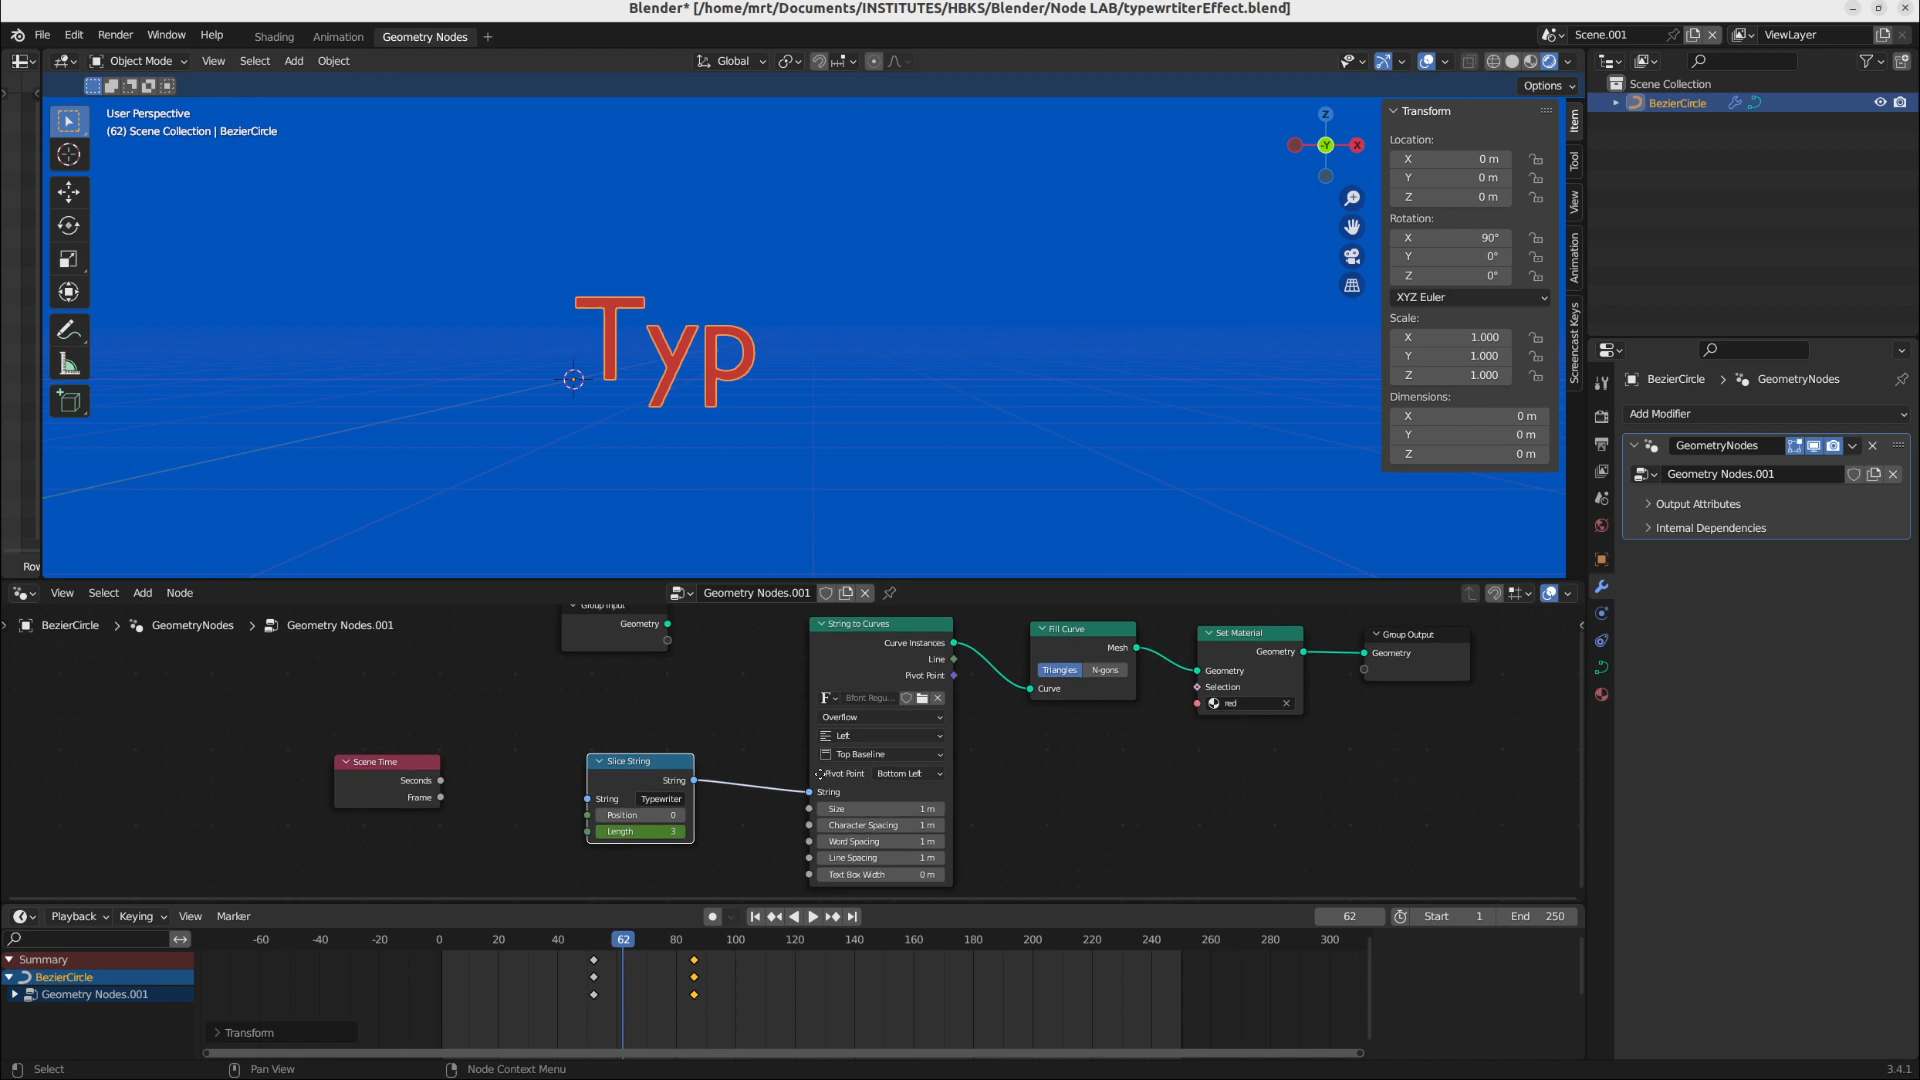 Blender* [/home/mrt/Documents/INSTITUTES/HBKS/Blender/Node LAB/typewrtiterEffect.blend]
File Edit Render Window Help Shading Animation Geometry Nodes + Scene.001 ViewLayer
Object Mode View Select Add Object Global
Options
User Perspective
(62) Scene Collection | BezierCircle
Typ
Z
-Y
X
Transform
Location:
X 0 m
Y 0 m
Z 0 m
Rotation:
X 90°
Y 0°
Z 0°
XYZ Euler
Scale:
X 1.000
Y 1.000
Z 1.000
Dimensions:
X 0 m
Y 0 m
Z 0 m
Item
Tool
View
Animation
Screencast Keys
Scene Collection
BezierCircle
BezierCircle > GeometryNodes
Add Modifier
GeometryNodes
Geometry Nodes.001
Output Attributes
Internal Dependencies
Row
View Select Add Node Geometry Nodes.001
BezierCircle > GeometryNodes > Geometry Nodes.001
Group Input
Geometry
Scene Time
Seconds
Frame
Slice String
String
String Typewriter
Position 0
Length 3
String to Curves
Curve Instances
Line
Pivot Point
F Bfont Regu...
Overflow
Left
Top Baseline
Pivot Point Bottom Left
String
Size 1 m
Character Spacing 1 m
Word Spacing 1 m
Line Spacing 1 m
Text Box Width 0 m
Fill Curve
Mesh
Triangles N-gons
Curve
Set Material
Geometry
Geometry
Selection
red
Group Output
Geometry
Playback Keying View Marker 62 Start 1 End 250
-60 -40 -20 0 20 40 62 80 100 120 140 160 180 200 220 240 260 280 300
Summary
BezierCircle
Geometry Nodes.001
Transform
Select Pan View Node Context Menu 3.4.1